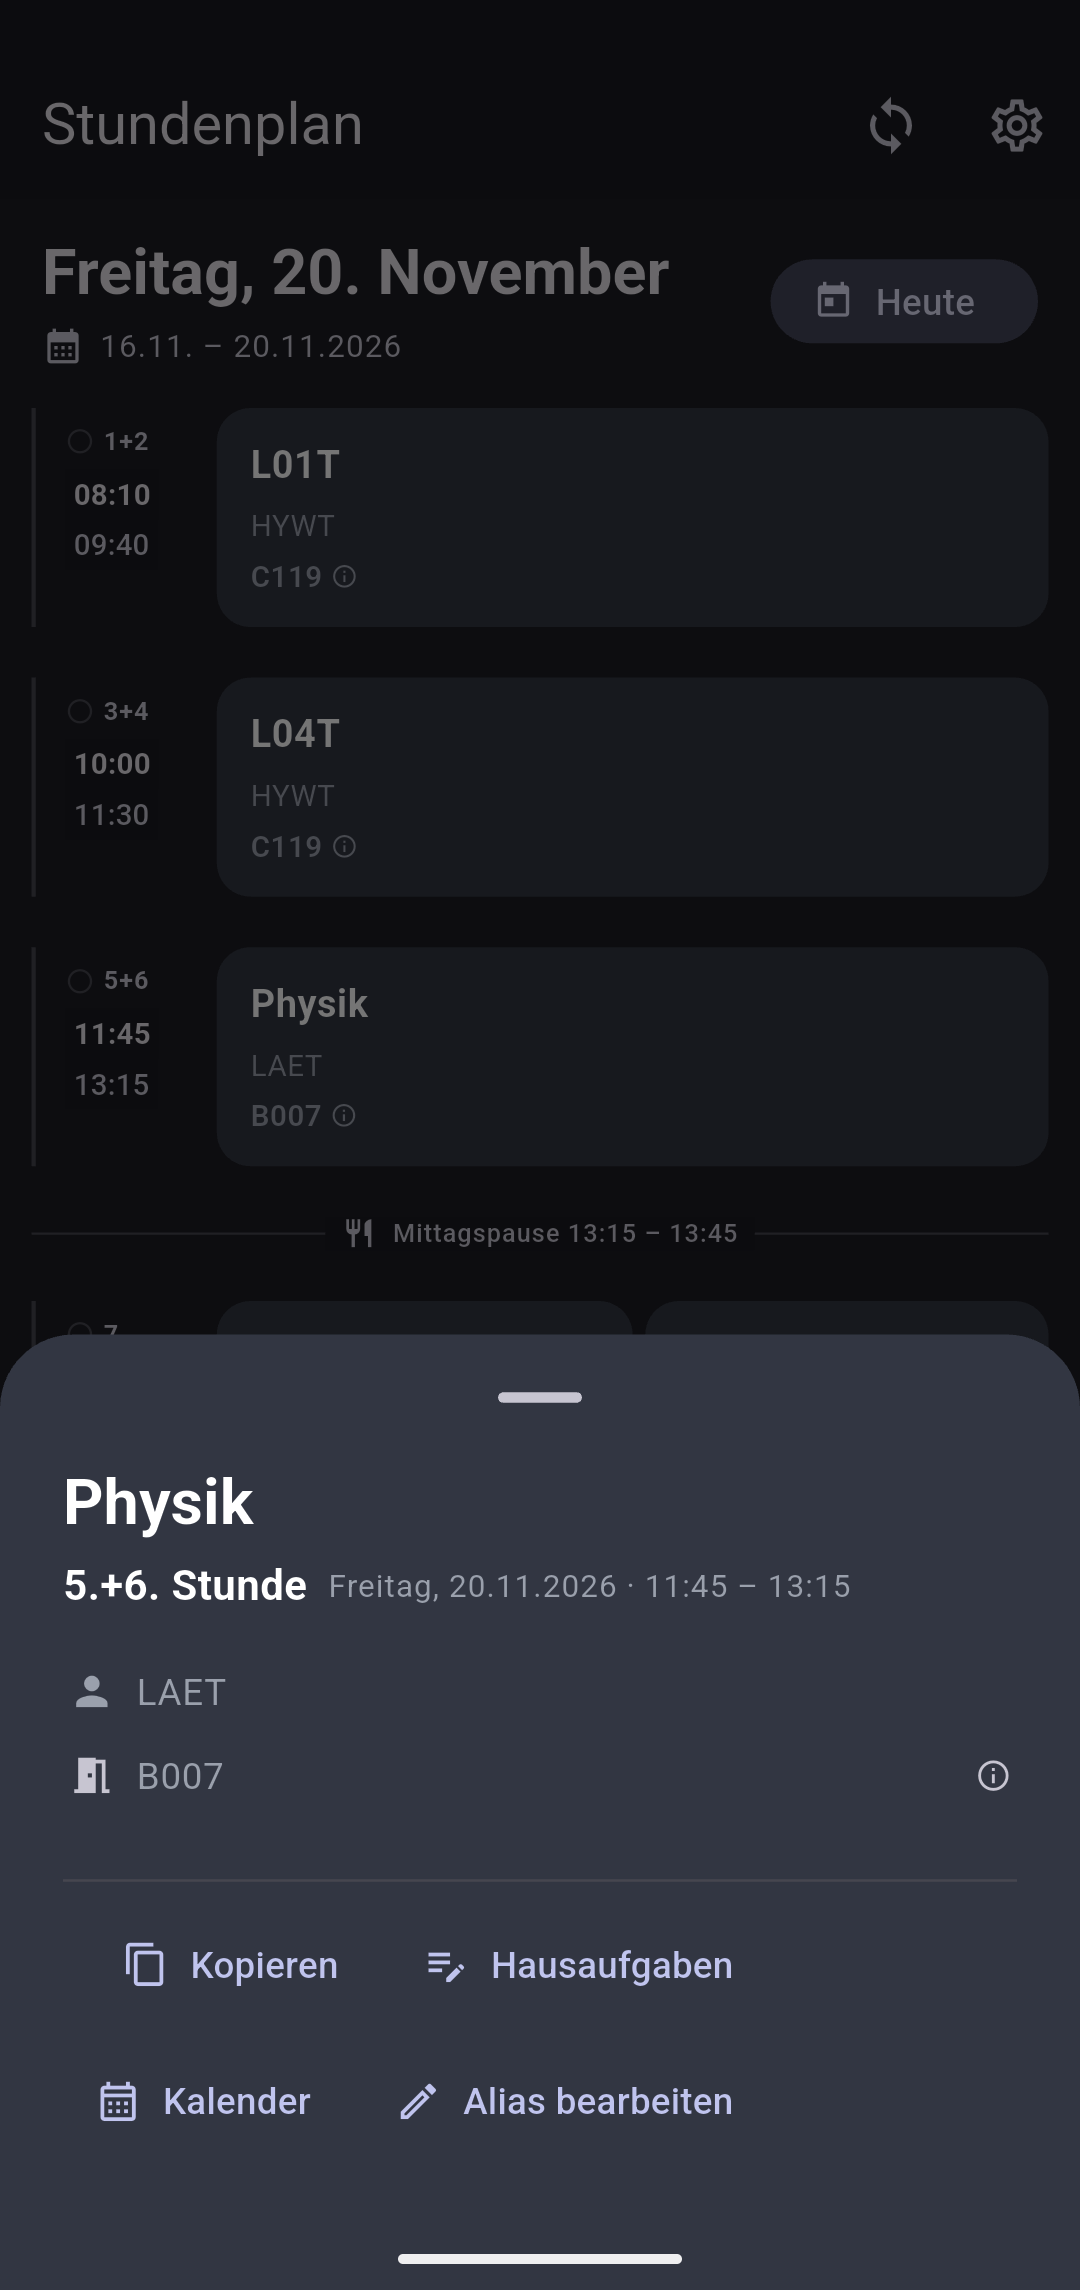 Stundenplan
Freitag, 20. November
Heute
16.11. – 20.11.2026
1+2
08:10
09:40
L01T
HYWT
C119
3+4
10:00
11:30
L04T
HYWT
C119
5+6
11:45
13:15
Physik
LAET
B007
Mittagspause 13:15 – 13:45
7
Physik
5.+6. Stunde Freitag, 20.11.2026 · 11:45 – 13:15
LAET
B007
Kopieren
Hausaufgaben
Kalender
Alias bearbeiten